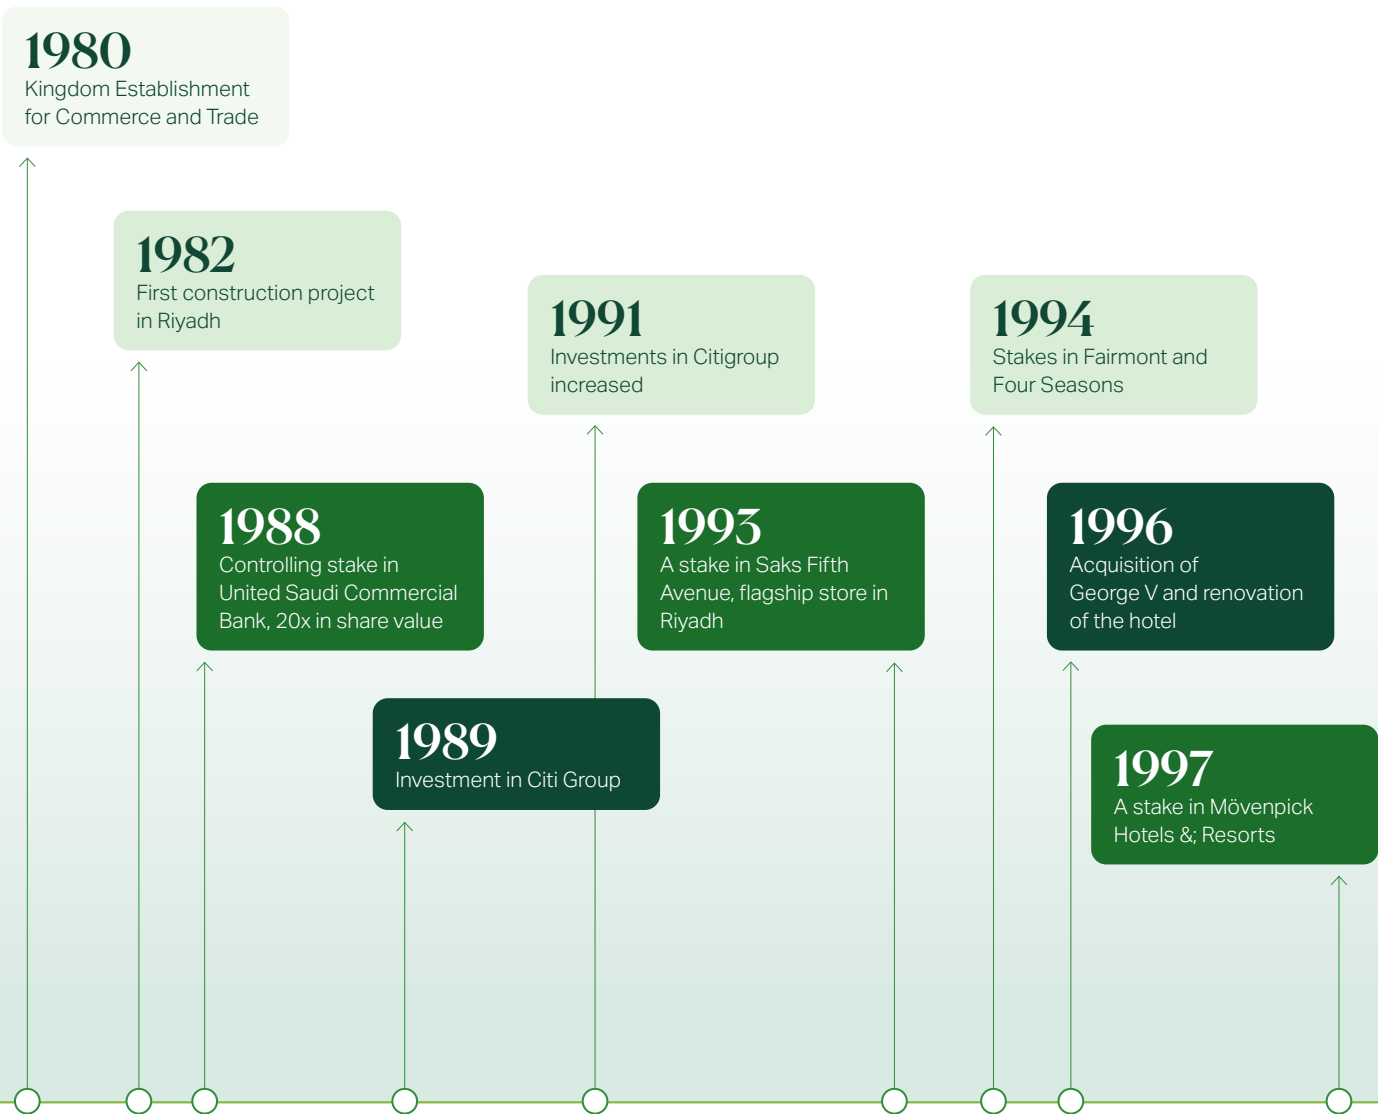 1980
Kingdom Establishment
for Commerce and Trade
1982
First construction project
in Riyadh
1988
Controlling stake in
United Saudi Commercial
Bank, 20x in share value
1989
Investment in Citi Group
1991
Investments in Citigroup
increased
1993
A stake in Saks Fifth
Avenue, flagship store in
Riyadh
1994
Stakes in Fairmont and
Four Seasons
1996
Acquisition of
George V and renovation
of the hotel
1997
A stake in Mövenpick
Hotels &; Resorts